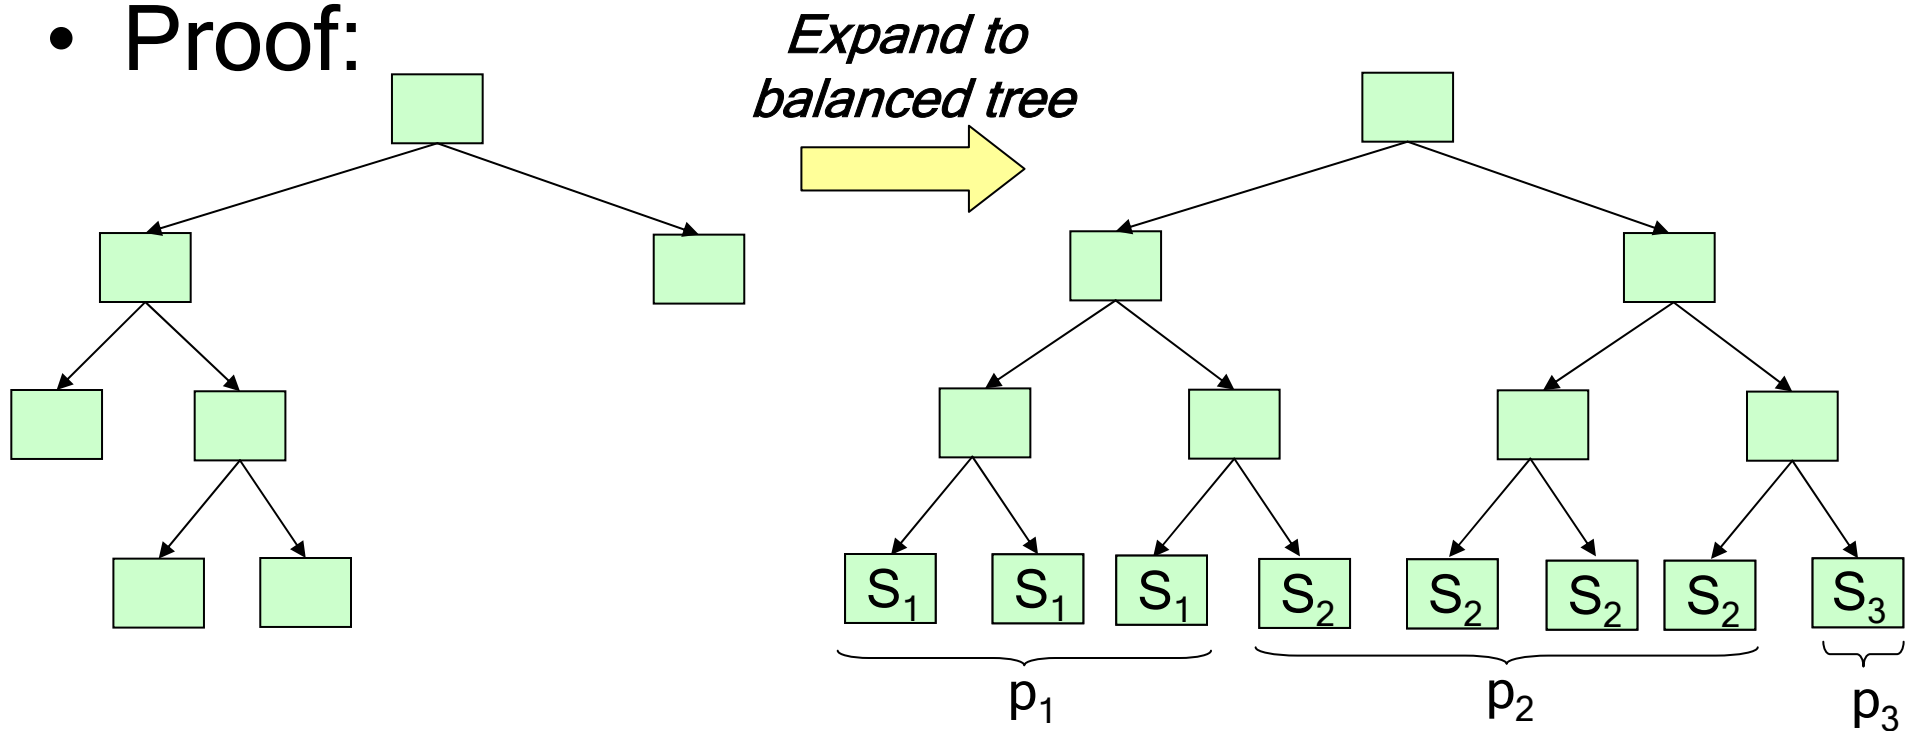 • Proof:
Expand to
balanced tree
S₁ S₁ S₁ S₂ S₂ S₂ S₂ S₃
p₁ p₂ p₃